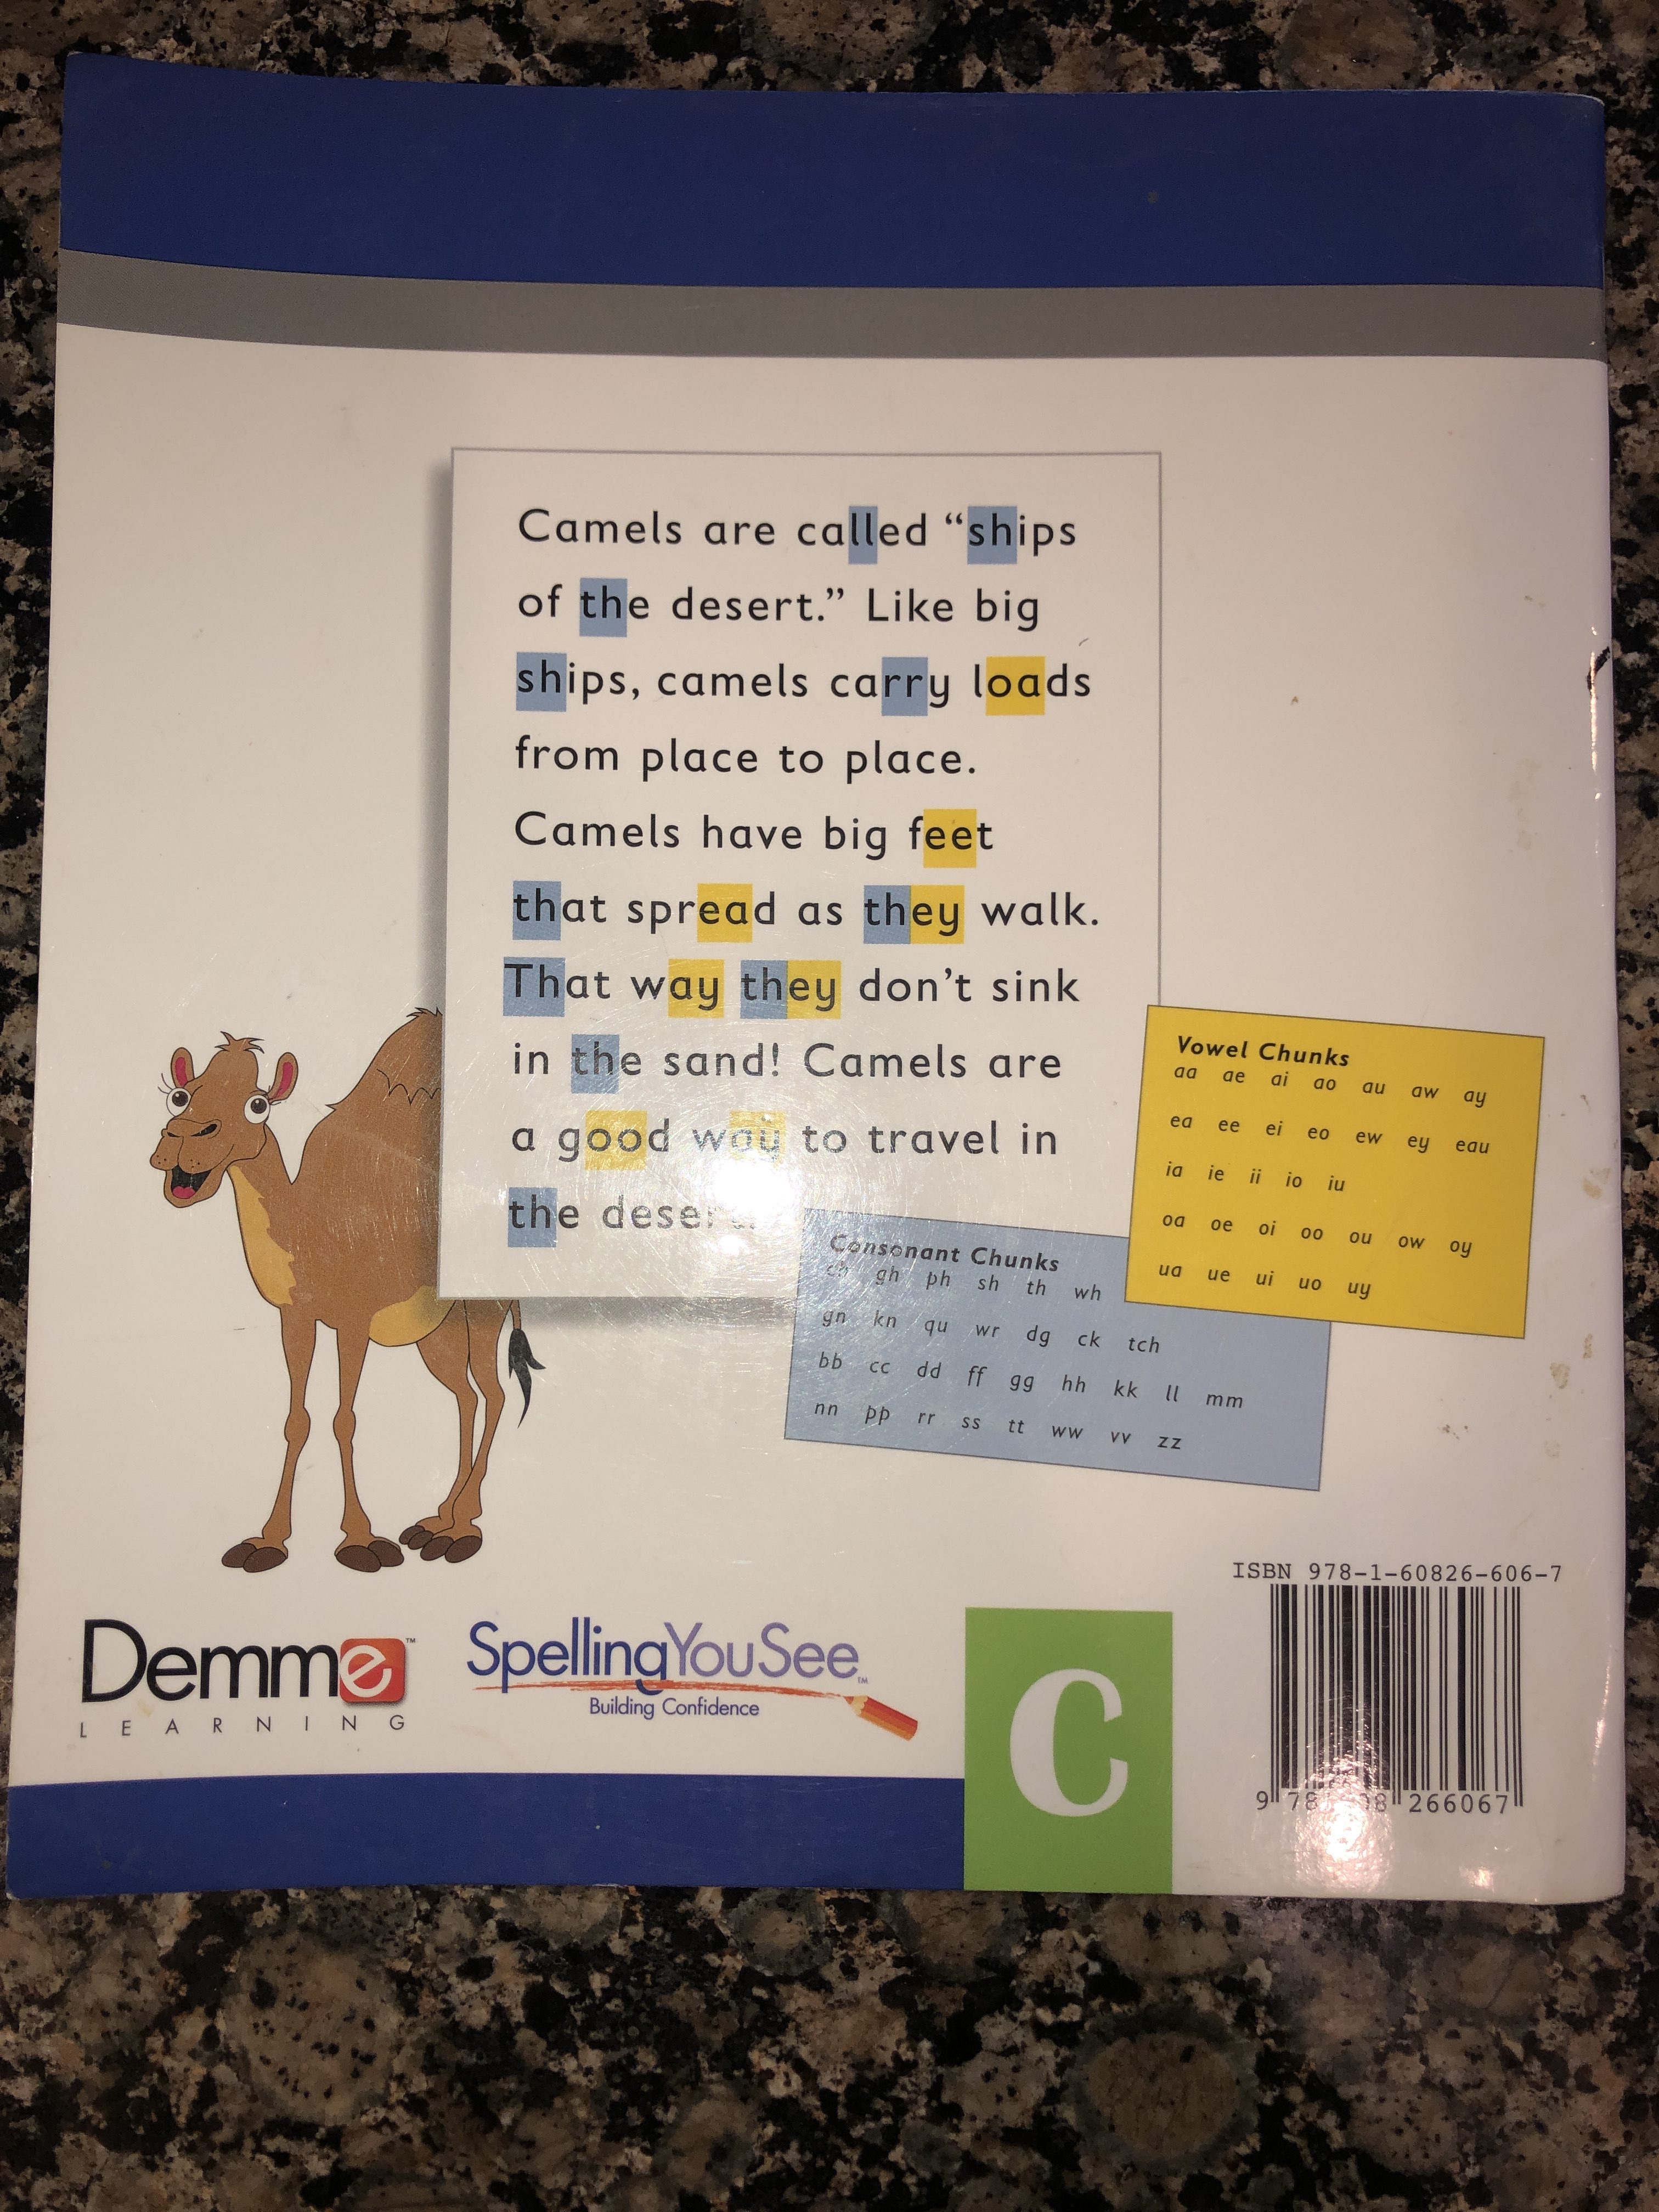 Camels are called “ships
of the desert.” Like big
ships, camels carry loads
from place to place.
Camels have big feet
that spread as they walk.
That way they don’t sink
in the sand! Camels are
a good way to travel in
the desert.
Vowel Chunks
aa ae ai ao au aw ay
ea ee ei eo ew ey eau
ia ie ii io iu
oa oe oi oo ou ow oy
ua ue ui uo uy
Consonant Chunks
ch gh ph sh th wh
gn kn qu wr dg ck tch
bb cc dd ff gg hh kk ll mm
nn pp rr ss tt ww vv zz
ISBN 978-1-60826-606-7
Demme™
LEARNING
SpellingYouSee™
Building Confidence
C
266067